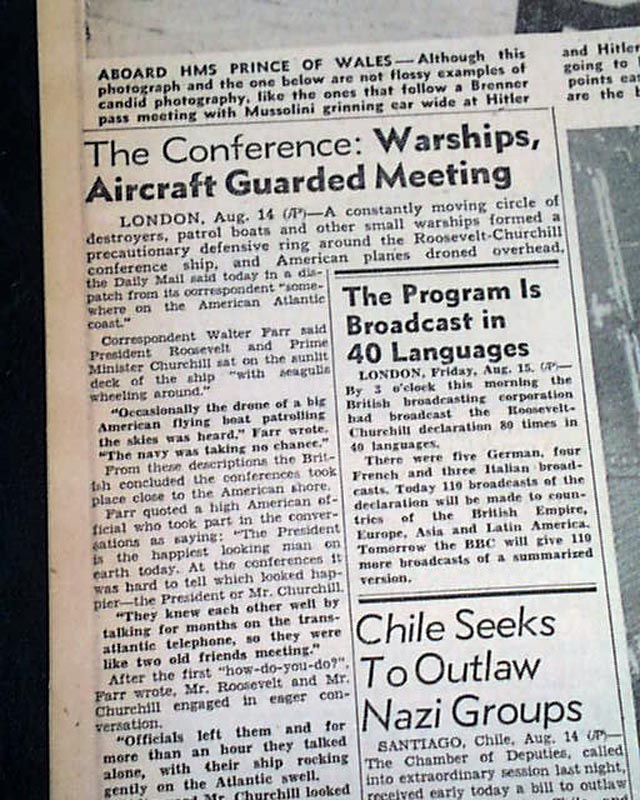 ABOARD HMS PRINCE OF WALES—Although this
photograph and the one below are not flossy examples of
candid photography, like the ones that follow a Brenner
pass meeting with Mussolini grinning ear wide at Hitler
and Hitler
going to
points ear
are the b
The Conference: Warships,
Aircraft Guarded Meeting
LONDON, Aug. 14 (AP)—A constantly moving circle of
destroyers, patrol boats and other small warships formed a
precautionary defensive ring around the Roosevelt-Churchill
conference ship, and American planes droned overhead,
the Daily Mail said today in a dis-
patch from its correspondent "some-
where on the American Atlantic
coast."
Correspondent Walter Farr said
President Roosevelt and Prime
Minister Churchill sat on the sunlit
deck of the ship "with seagulls
wheeling around."
"Occasionally the drone of a big
American flying boat patrolling
the skies was heard," Farr wrote.
"The navy was taking no chance."
From these descriptions the Brit-
ish concluded the conferences took
place close to the American shore.
Farr quoted a high American of-
ficial who took part in the conver-
sations as saying: "The President
is the happiest looking man on
earth today. At the conferences it
was hard to tell which looked hap-
pier—the President or Mr. Churchill.
"They knew each other well by
talking for months on the trans-
atlantic telephone, so they were
like two old friends meeting."
After the first "how-do-you-do?",
Farr wrote, Mr. Roosevelt and Mr.
Churchill engaged in eager con-
versation.
"Officials left them and for
more than an hour they talked
alone, with their ship rocking
gently on the Atlantic swell.
Mr. Churchill looked
The Program Is
Broadcast in
40 Languages
LONDON, Friday, Aug. 15. (AP)—
By 3 o'clock this morning the
British broadcasting corporation
had broadcast the Roosevelt-
Churchill declaration 80 times in
40 languages.
There were five German, four
French and three Italian broad-
casts. Today 110 broadcasts of the
declaration will be made to coun-
tries of the British Empire,
Europe, Asia and Latin America.
Tomorrow the BBC will give 110
more broadcasts of a summarized
version.
Chile Seeks
To Outlaw
Nazi Groups
SANTIAGO, Chile, Aug. 14 (AP)—
The Chamber of Deputies, called
into extraordinary session last night,
received early today a bill to outlaw